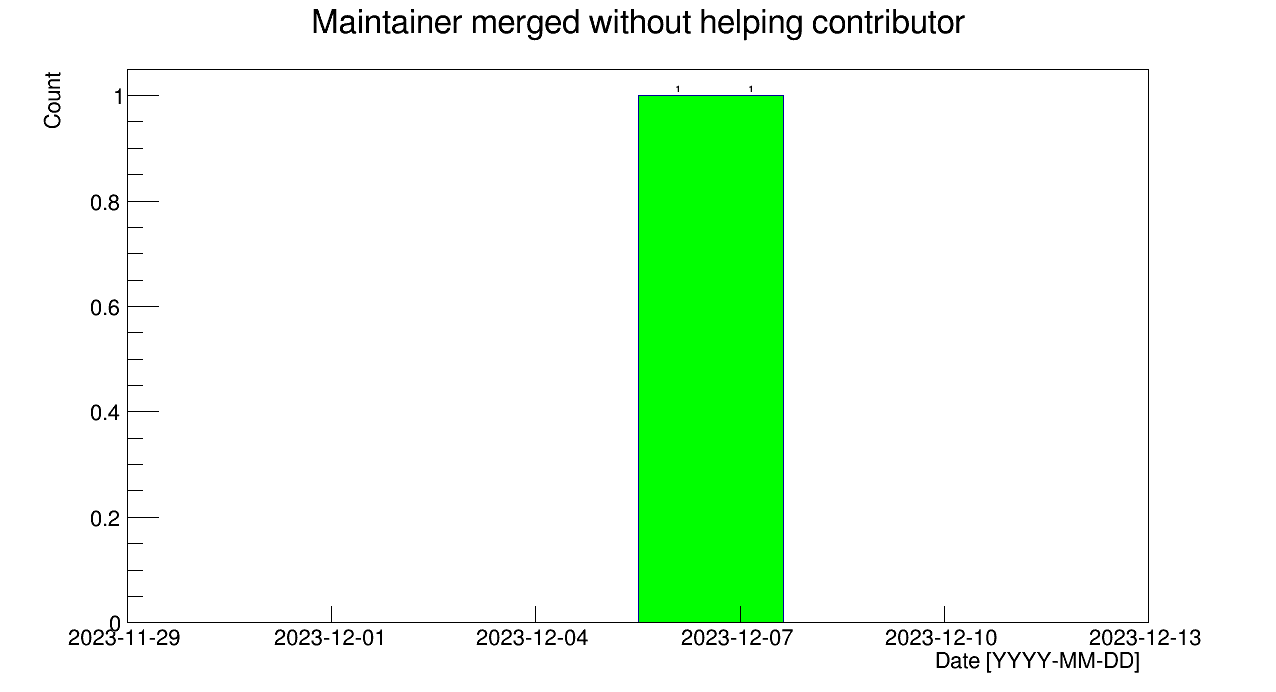 Maintainer merged without helping contributor
Count
1 1
1
0.8
0.6
0.4
0.2
0
2023-11-29 2023-12-01 2023-12-04 2023-12-07 2023-12-10 2023-12-13
Date [YYYY-MM-DD]